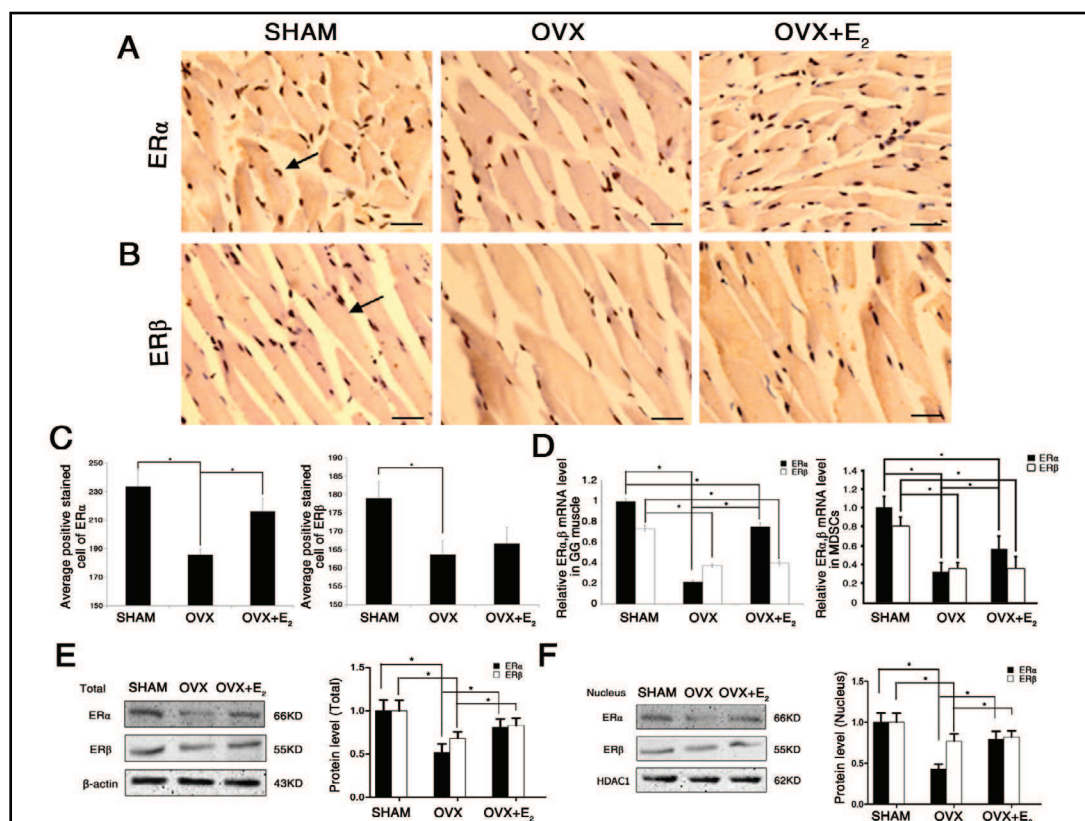 A
SHAM
OVX
OVX+E2
ERα
B
ERβ
C
Average positive stained
cell of ERα
250
230
210
190
170
150
SHAM
OVX
OVX+E2
*
*
Average positive stained
cell of ERβ
190
185
180
175
170
165
160
155
150
SHAM
OVX
OVX+E2
*
D
Relative ERα,β mRNA level
in GG muscle
1.2
1
0.8
0.6
0.4
0.2
0
SHAM
OVX
OVX+E2
ERα
ERβ
*
*
*
*
*
Relative ERα,β mRNA level
in MDSCs
1.4
1.2
1.0
0.8
0.6
0.4
0.2
0.0
SHAM
OVX
OVX+E2
ERα
ERβ
*
*
*
*
*
E
Total
SHAM OVX OVX+E2
ERα 66KD
ERβ 55KD
β-actin 43KD
Protein level (Total)
1.5
1.0
0.5
0.0
SHAM
OVX
OVX+E2
ERα
ERβ
*
*
*
*
F
Nucleus
SHAM OVX OVX+E2
ERα 66KD
ERβ 55KD
HDAC1 62KD
Protein level (Nucleus)
1.5
1.0
0.5
0.0
SHAM
OVX
OVX+E2
ERα
ERβ
*
*
*
*